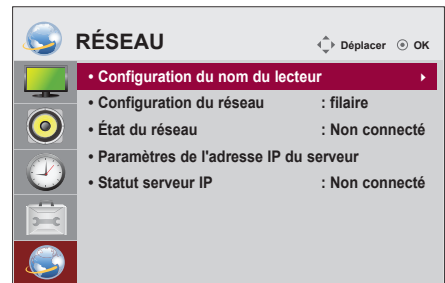 RÉSEAU
Déplacer OK
• Configuration du nom du lecteur
• Configuration du réseau : filaire
• État du réseau : Non connecté
• Paramètres de l'adresse IP du serveur
• Statut serveur IP : Non connecté